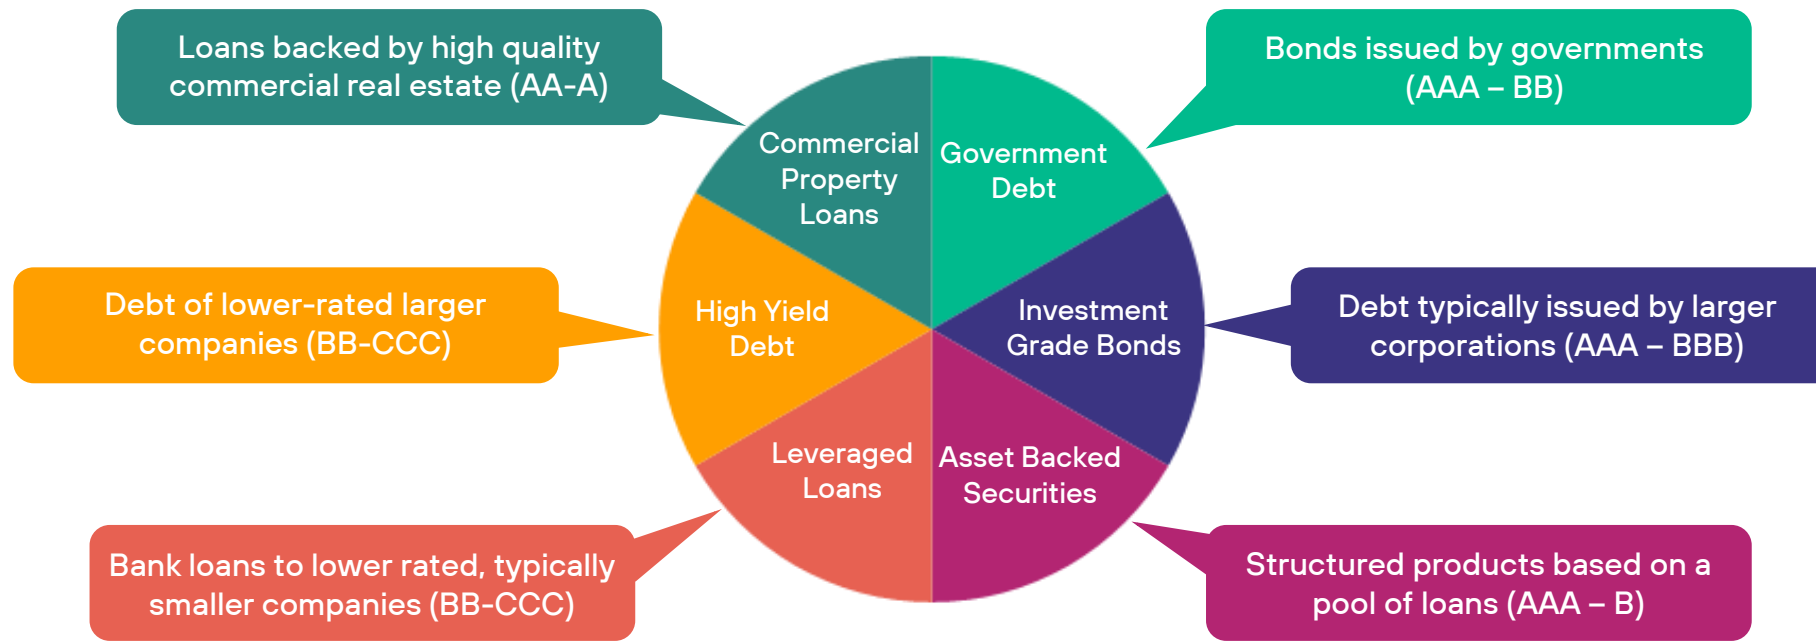 Loans backed by high quality
commercial real estate (AA-A)
Bonds issued by governments
(AAA – BB)
Commercial
Property
Loans
Government
Debt
Debt of lower-rated larger
companies (BB-CCC)
High Yield
Debt
Investment
Grade Bonds
Debt typically issued by larger
corporations (AAA – BBB)
Leveraged
Loans
Asset Backed
Securities
Bank loans to lower rated, typically
smaller companies (BB-CCC)
Structured products based on a
pool of loans (AAA – B)